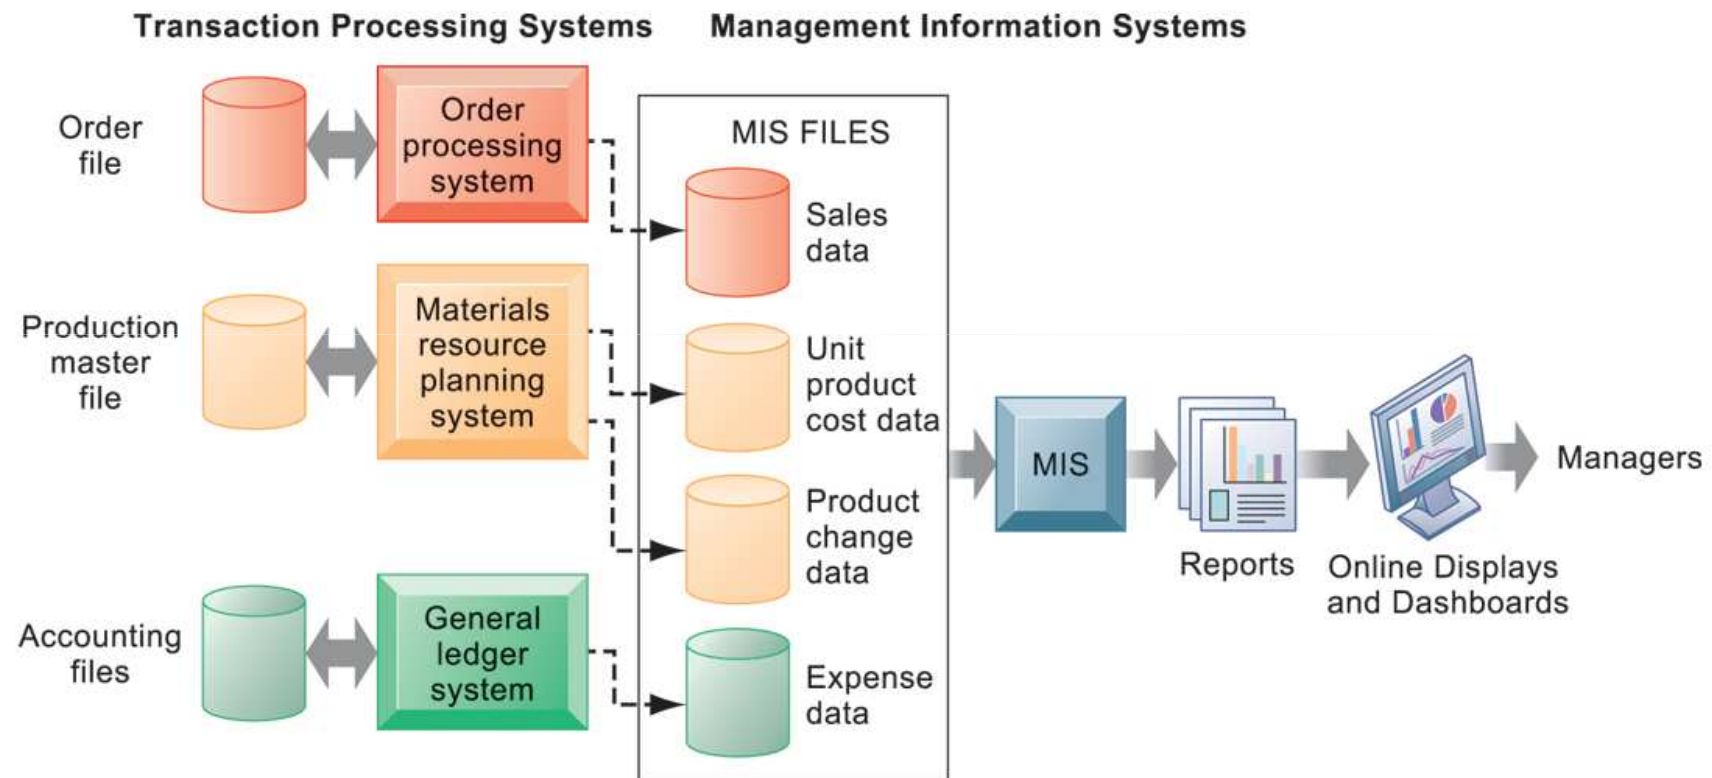 Transaction Processing Systems
Management Information Systems
Order
file
Order
processing
system
MIS FILES
Sales
data
Production
master
file
Materials
resource
planning
system
Unit
product
cost data
Product
change
data
Accounting
files
General
ledger
system
Expense
data
MIS
Reports
Online Displays
and Dashboards
Managers